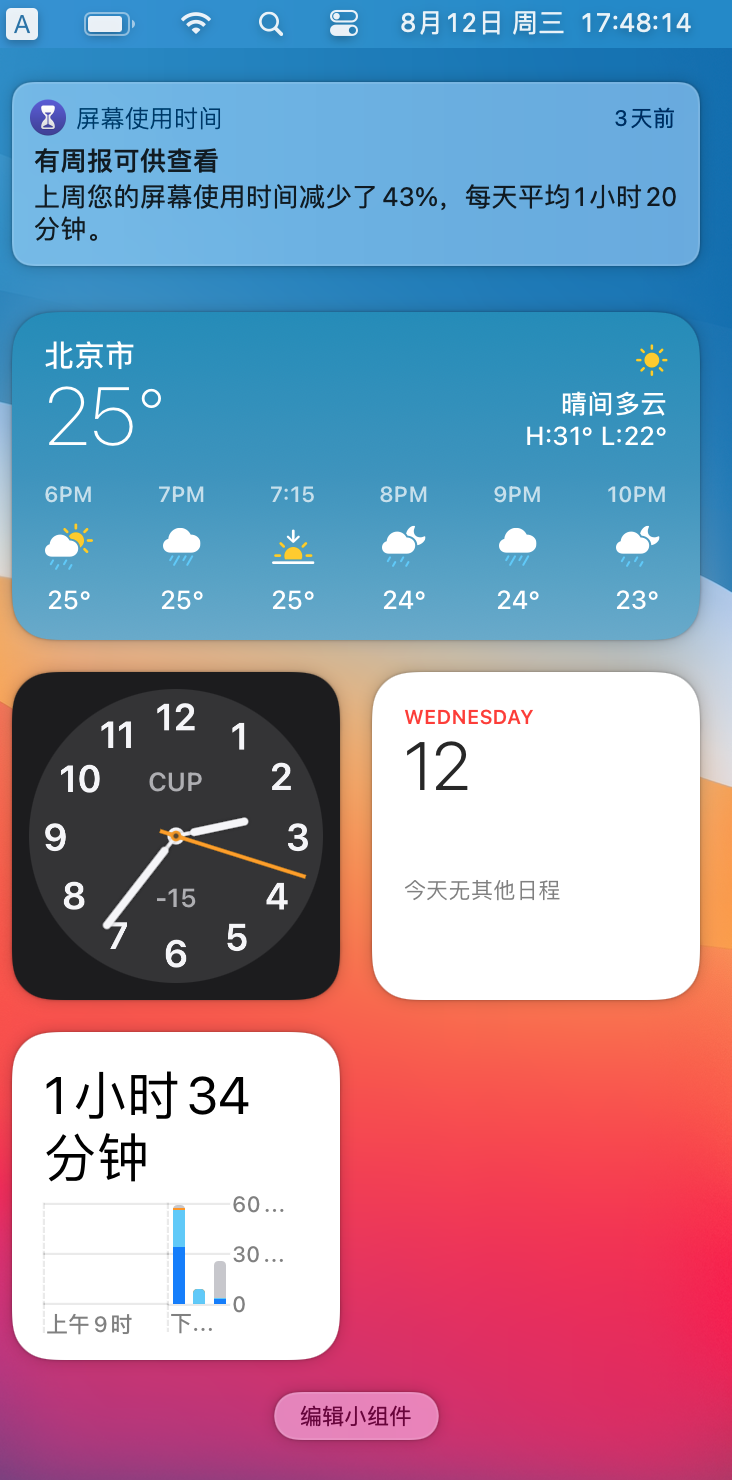 A
8月12日 周三 17:48:14
屏幕使用时间 3天前
有周报可供查看
上周您的屏幕使用时间减少了43%，每天平均1小时20
分钟。
北京市
25°
晴间多云
H:31° L:22°
6PM 7PM 7:15 8PM 9PM 10PM
25° 25° 25° 24° 24° 23°
12
11 1
10 CUP 2
9 3
8 -15 4
7 5
6
WEDNESDAY
12
今天无其他日程
1小时34
分钟
60...
30...
0
上午9时 下...
编辑小组件